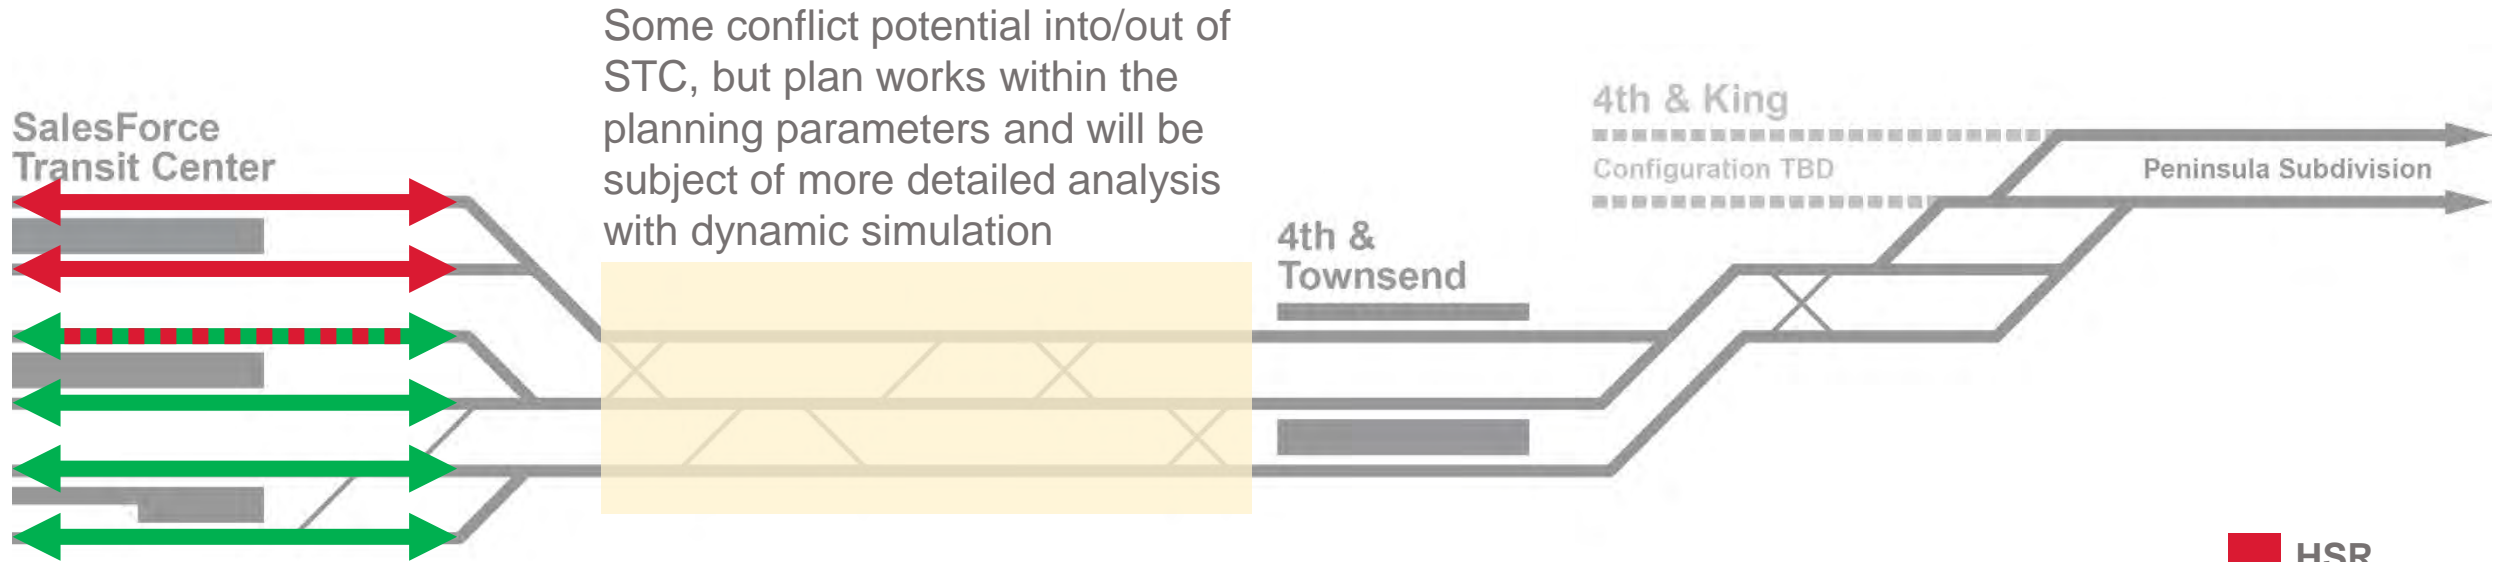 Some conflict potential into/out of
STC, but plan works within the
planning parameters and will be
subject of more detailed analysis
with dynamic simulation
SalesForce
Transit Center
4th & King
Configuration TBD
Peninsula Subdivision
4th &
Townsend
HSR